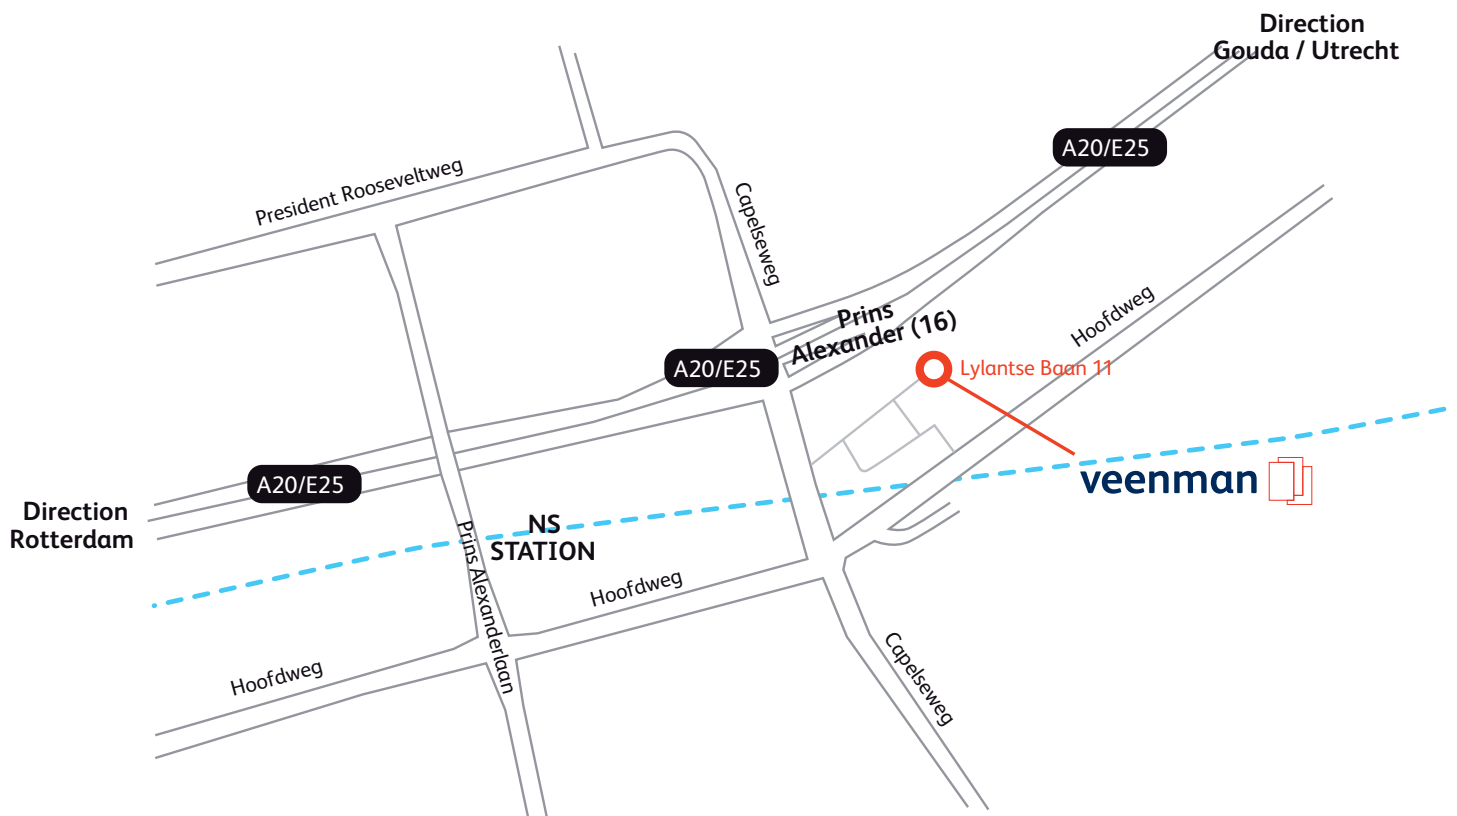 Direction
Gouda / Utrecht
A20/E25
President Rooseveltweg
Capelseweg
Hoofdweg
Prins
Alexander (16)
A20/E25
Lylantse Baan 11
A20/E25
veenman
Direction
Rotterdam
NS
STATION
Prins Alexanderlaan
Hoofdweg
Hoofdweg
Capelseweg